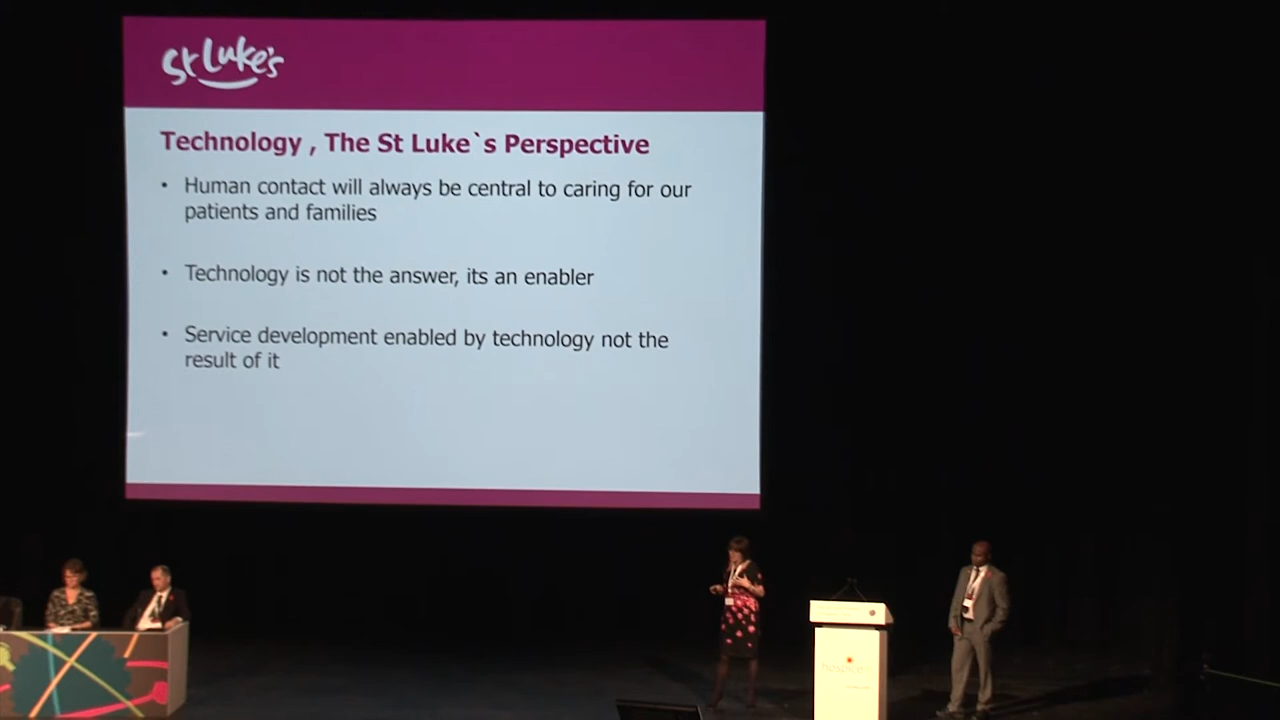 St Luke's
Technology , The St Luke`s Perspective
• Human contact will always be central to caring for our
patients and families
• Technology is not the answer, its an enabler
• Service development enabled by technology not the
result of it
hospice